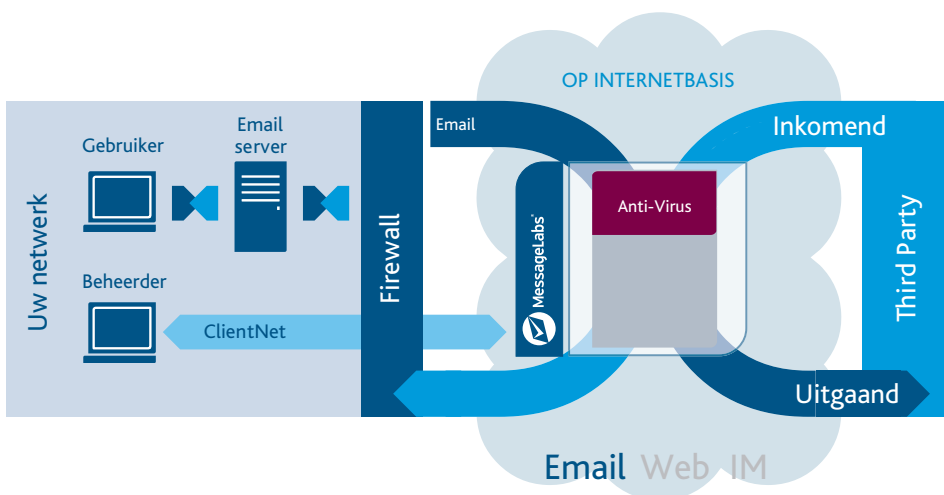 OP INTERNETBASIS
Uw netwerk
Gebruiker
Email
server
Beheerder
ClientNet
Firewall
Email
MessageLabs
Anti-Virus
Inkomend
Third Party
Uitgaand
Email Web IM